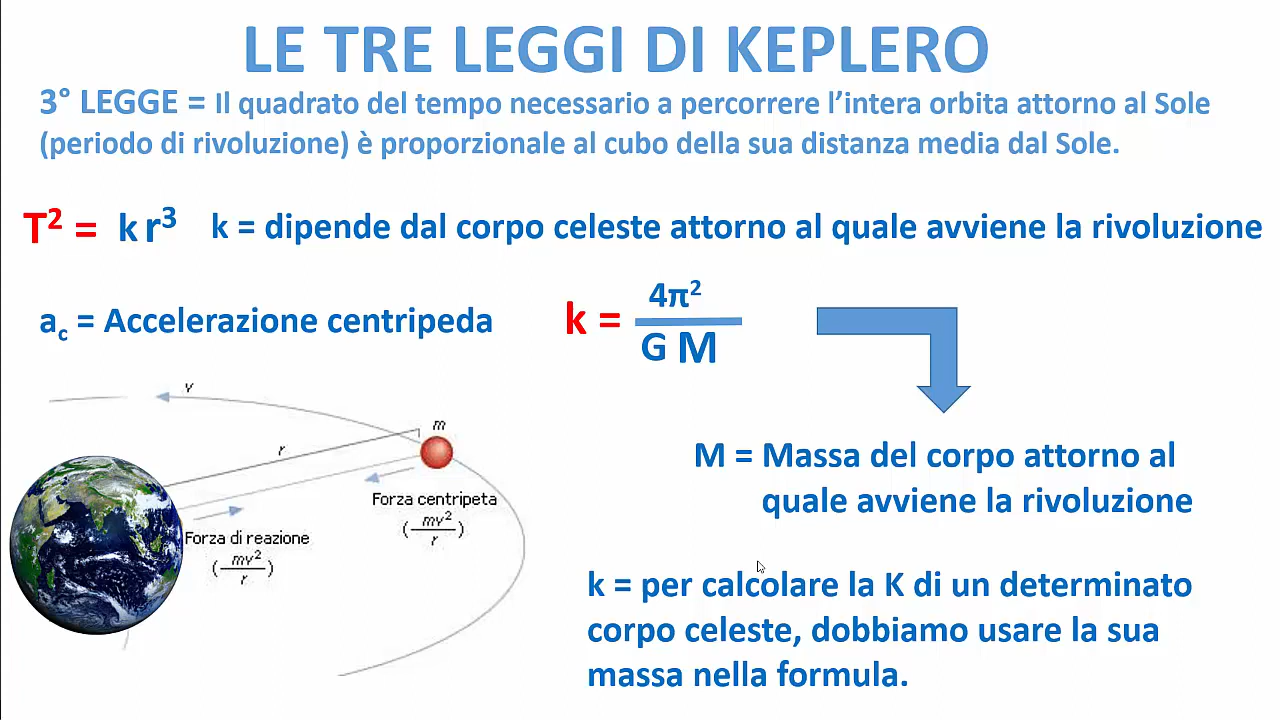 LE TRE LEGGI DI KEPLERO
3° LEGGE = Il quadrato del tempo necessario a percorrere l'intera orbita attorno al Sole
(periodo di rivoluzione) è proporzionale al cubo della sua distanza media dal Sole.
T² = k r³ k = dipende dal corpo celeste attorno al quale avviene la rivoluzione
a_c = Accelerazione centripeda
k = 4π² / G M
v
m
r
Forza centripeta
(mv²/r)
Forza di reazione
(mv²/r)
M = Massa del corpo attorno al
quale avviene la rivoluzione
k = per calcolare la K di un determinato
corpo celeste, dobbiamo usare la sua
massa nella formula.